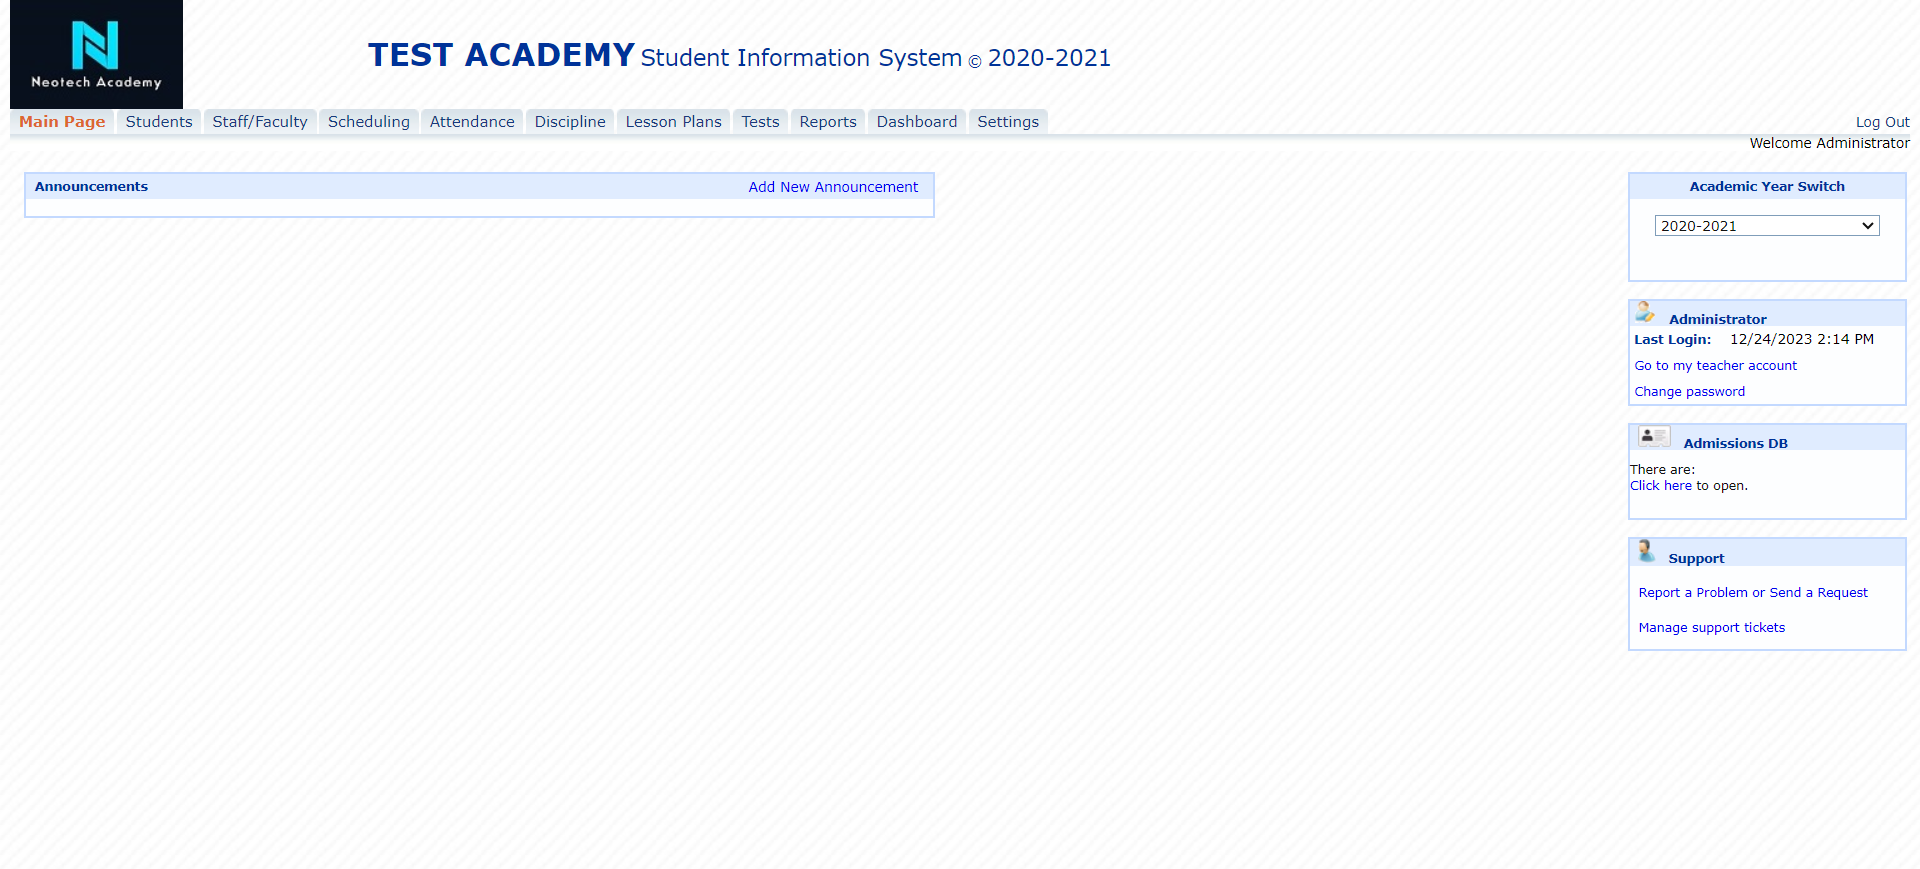 Neotech Academy
TEST ACADEMY Student Information System © 2020-2021
Main Page Students Staff/Faculty Scheduling Attendance Discipline Lesson Plans Tests Reports Dashboard Settings Log Out
Welcome Administrator
Announcements Add New Announcement
Academic Year Switch
2020-2021
Administrator
Last Login: 12/24/2023 2:14 PM
Go to my teacher account
Change password
Admissions DB
There are:
Click here to open.
Support
Report a Problem or Send a Request
Manage support tickets